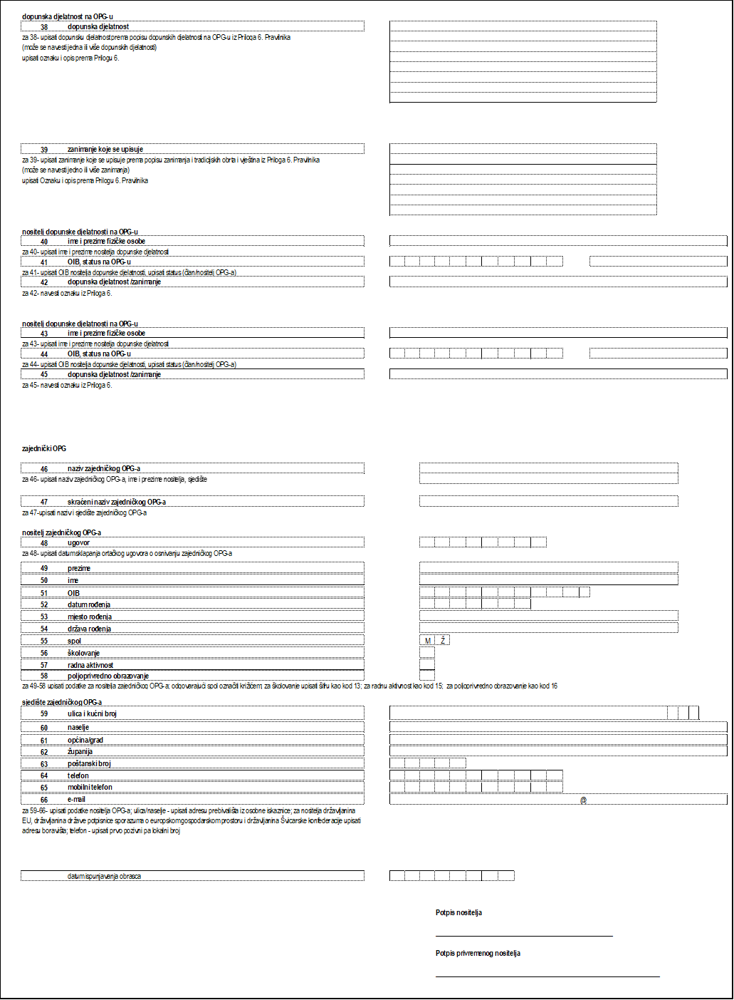 dopunska djelatnost na OPG-u
38 dopunska djelatnost
za 38- upisati dopunsku djelatnost prema popisu dopunskih djelatnosti na OPG-u iz Priloga 6. Pravilnika
(može se navesti jedna ili više dopunskih djelatnosti)
upisati oznaku i opis prema Prilogu 6.
39 zanimanje koje se upisuje
za 39- upisati zanimanje koje se upisuje prema popisu zanimanja i tradicijskih obrta i vještina iz Priloga 6. Pravilnika
(može se navesti jedno ili više zanimanja)
upisati Oznaku i opis prema Prilogu 6. Pravilnika
nositelj dopunske djelatnosti na OPG-u
40 ime i prezime fizičke osobe
za 40- upisati ime i prezime nositelja dopunske djelatnosti
41 OIB, status na OPG-u
za 41- upisati OIB nositelja dopunske djelatnosti, upisati status (član/nositelj OPG-a)
42 dopunska djelatnost /zanimanje
za 42- navesti oznaku iz Priloga 6.
nositelj dopunske djelatnosti na OPG-u
43 ime i prezime fizičke osobe
za 43- upisati ime i prezime nositelja dopunske djelatnosti
44 OIB, status na OPG-u
za 44- upisati OIB nositelja dopunske djelatnosti, upisati status (član/nositelj OPG-a)
45 dopunska djelatnost /zanimanje
za 45- navesti oznaku iz Priloga 6.
zajednički OPG
46 naziv zajedničkog OPG-a
za 46- upisati naziv zajedničkog OPG-a, ime i prezime nositelja, sjedište
47 skraćeni naziv zajedničkog OPG-a
za 47-upisati naziv i sjedište zajedničkog OPG-a
nositelj zajedničkog OPG-a
48 ugovor
za 48- upisati datum sklapanja ortačkog ugovora o osnivanju zajedničkog OPG-a
49 prezime
50 ime
51 OIB
52 datum rođenja
53 mjesto rođenja
54 država rođenja
55 spol M Ž
56 školovanje
57 radna aktivnost
58 poljoprivredno obrazovanje
za 49-58 upisati podatke za nositelja zajedničkog OPG-a; odgovarajući spol označiti križićem; za školovanje upisati šifru kao kod 13; za radnu aktivnost kao kod 15; za poljoprivredno obrazovanje kao kod 16
sjedište zajedničkog OPG-a
59 ulica i kućni broj
60 naselje
61 općina/grad
62 županija
63 poštanski broj
64 telefon
65 mobilni telefon
66 e-mail @
za 59-66- upisati podatke nositelja OPG-a; ulica/naselje - upisati adresu prebivališta iz osobne iskaznice; za nositelja državljanina
EU, državljanina države potpisnice sporazuma o europskom gospodarskom prostoru i državljanina Švicarske konfederacije upisati
adresu boravišta; telefon - upisati prvo pozivni pa lokalni broj
datum ispunjavanja obrasca
Potpis nositelja
Potpis privremenog nositelja